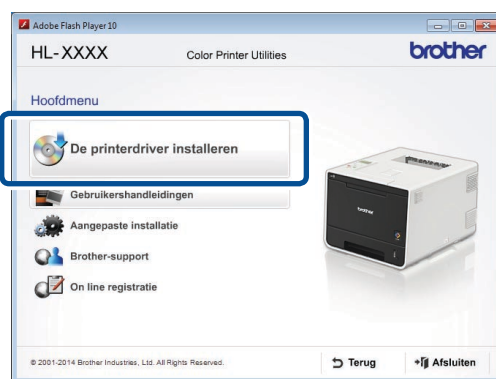 Adobe Flash Player 10
HL-XXXX
Color Printer Utilities
brother
Hoofdmenu
De printerdriver installeren
Gebruikershandleidingen
Aangepaste installatie
Brother-support
On line registratie
brother
© 2001-2014 Brother Industries, Ltd. All Rights Reserved.
Terug
Afsluiten